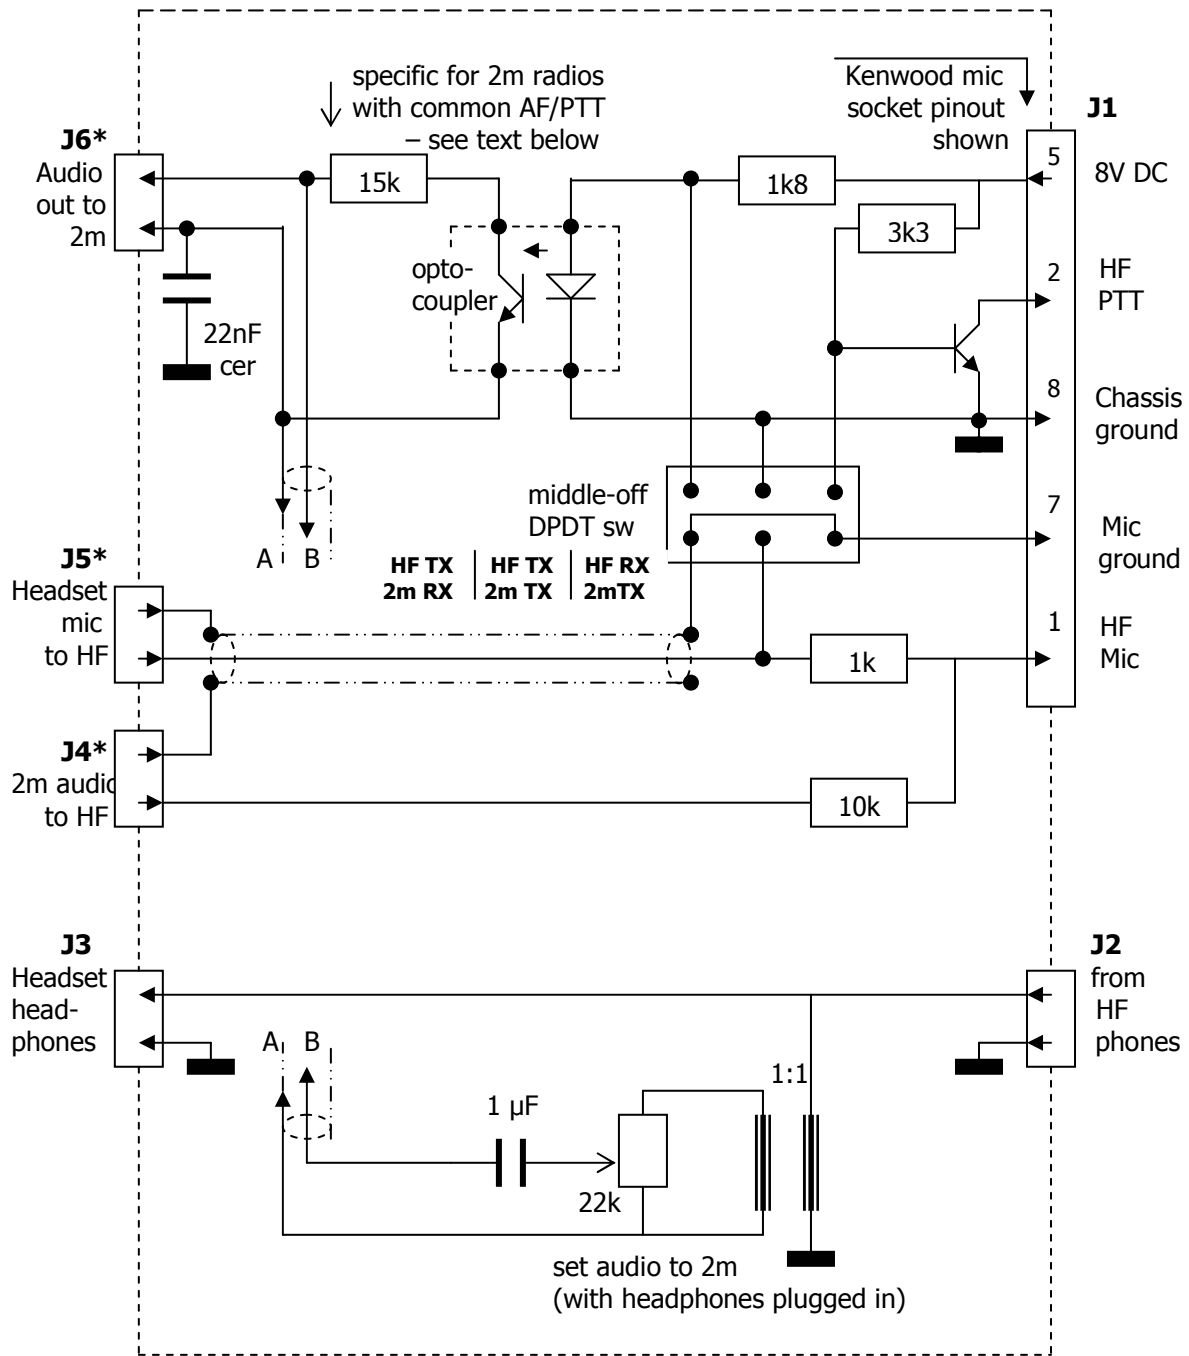 specific for 2m radios
with common AF/PTT
– see text below
Kenwood mic
socket pinout
shown
J1
J6*
Audio
out to
2m
15k
1k8
3k3
5
8V DC
2
HF
PTT
opto-
coupler
22nF
cer
8
Chassis
ground
middle-off
DPDT sw
7
Mic
ground
A B
HF TX
2m RX
HF TX
2m TX
HF RX
2mTX
J5*
Headset
mic
to HF
1k
1
HF
Mic
J4*
2m audio
to HF
10k
J3
Headset
head-
phones
J2
from
HF
phones
A B
1:1
1 µF
22k
set audio to 2m
(with headphones plugged in)